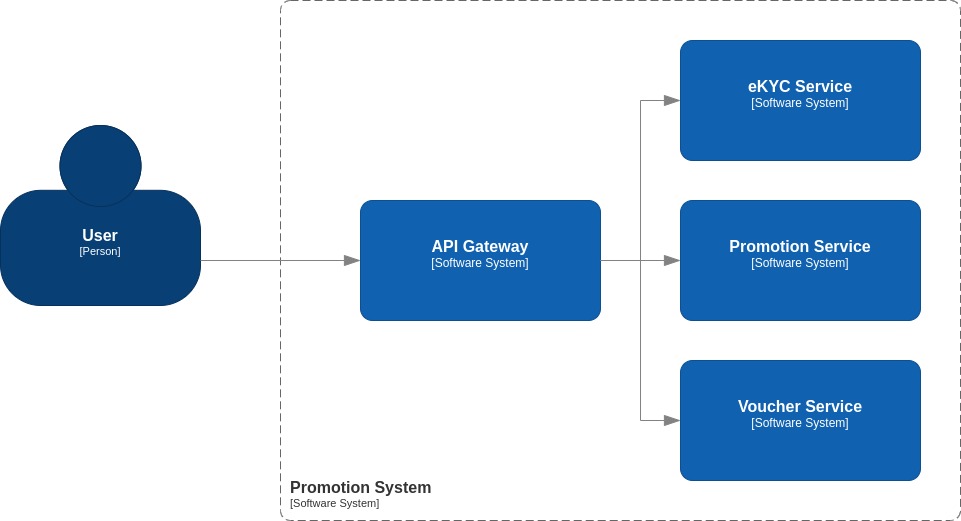 eKYC Service
[Software System]
User
[Person]
API Gateway
[Software System]
Promotion Service
[Software System]
Voucher Service
[Software System]
Promotion System
[Software System]